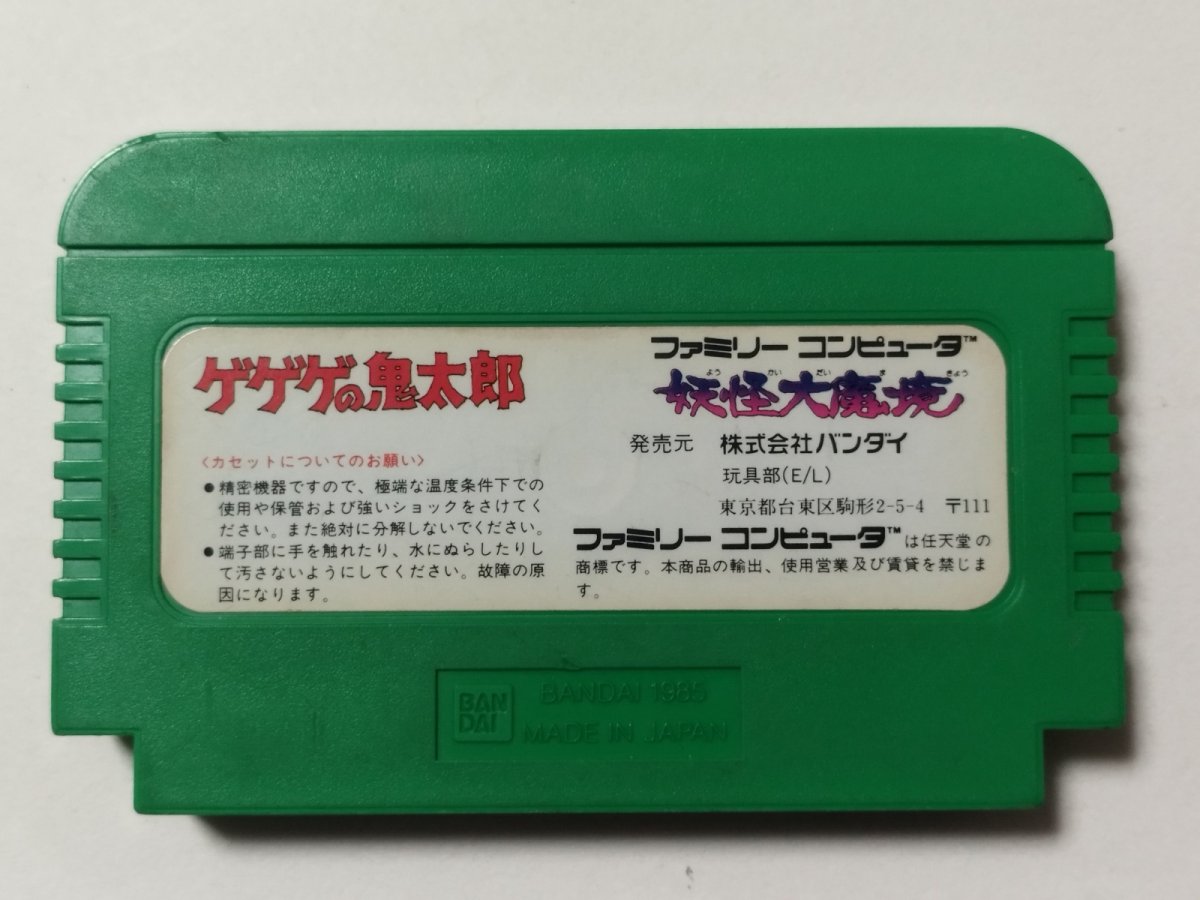 ゲゲゲの鬼太郎
〈カセットについてのお願い〉
●精密機器ですので、極端な温度条件下での
使用や保管および強いショックをさけてく
ださい。また絶対に分解しないでください。
●端子部に手を触れたり、水にぬらしたりし
て汚さないようにしてください。故障の原
因になります。
ファミリー コンピュータ™
よう かい だい ま きょう
妖怪大魔境
発売元 株式会社バンダイ
玩具部(E/L)
東京都台東区駒形2-5-4 〒111
ファミリー コンピュータ™は任天堂の
商標です。本商品の輸出、使用営業及び賃貸を禁じま
す。
BAN
DAI
BANDAI 1985
MADE IN JAPAN